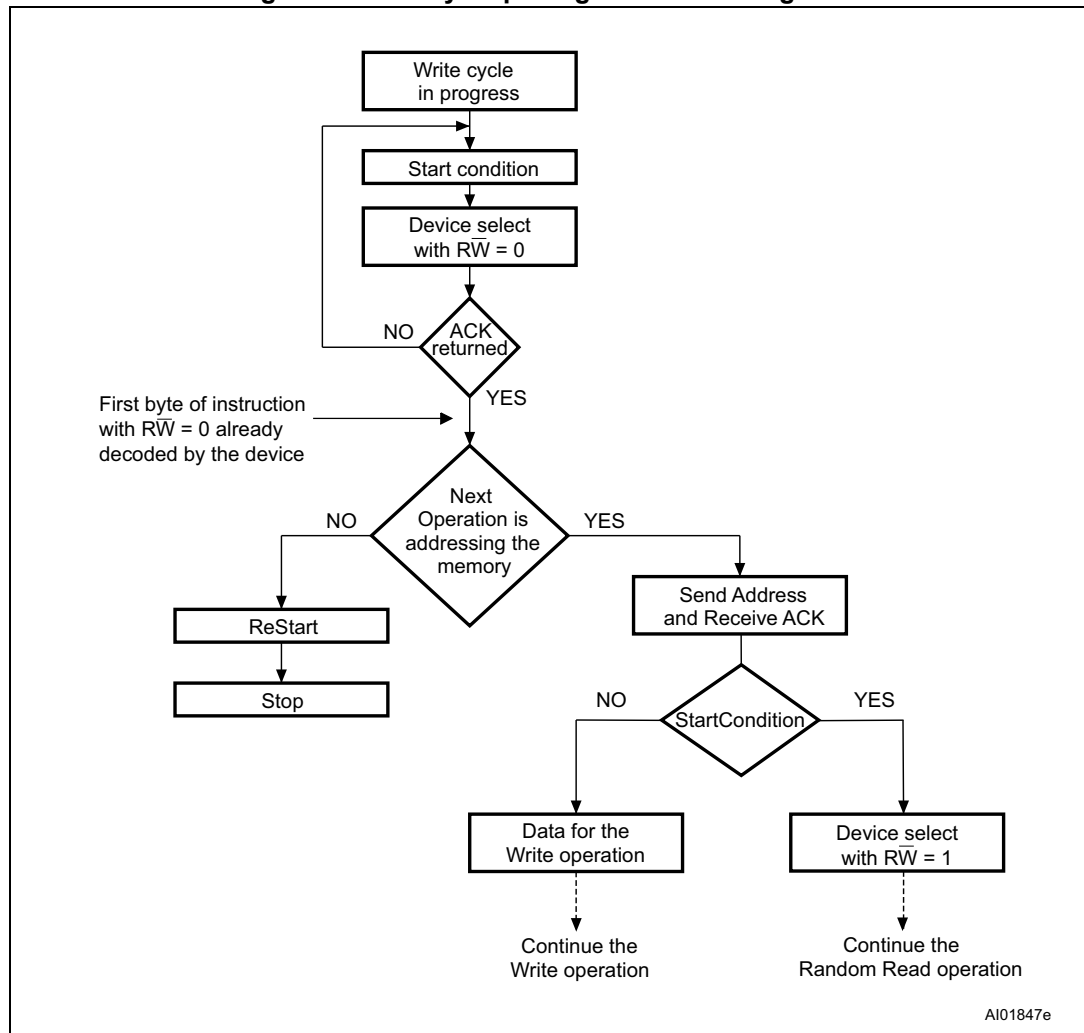 Write cycle
in progress
Start condition
Device select
with RW̅ = 0
NO
ACK
returned
YES
First byte of instruction
with RW̅ = 0 already
decoded by the device
Next
Operation is
addressing the
memory
NO
YES
Send Address
and Receive ACK
ReStart
Stop
NO
StartCondition
YES
Data for the
Write operation
Device select
with RW̅ = 1
Continue the
Write operation
Continue the
Random Read operation
AI01847e